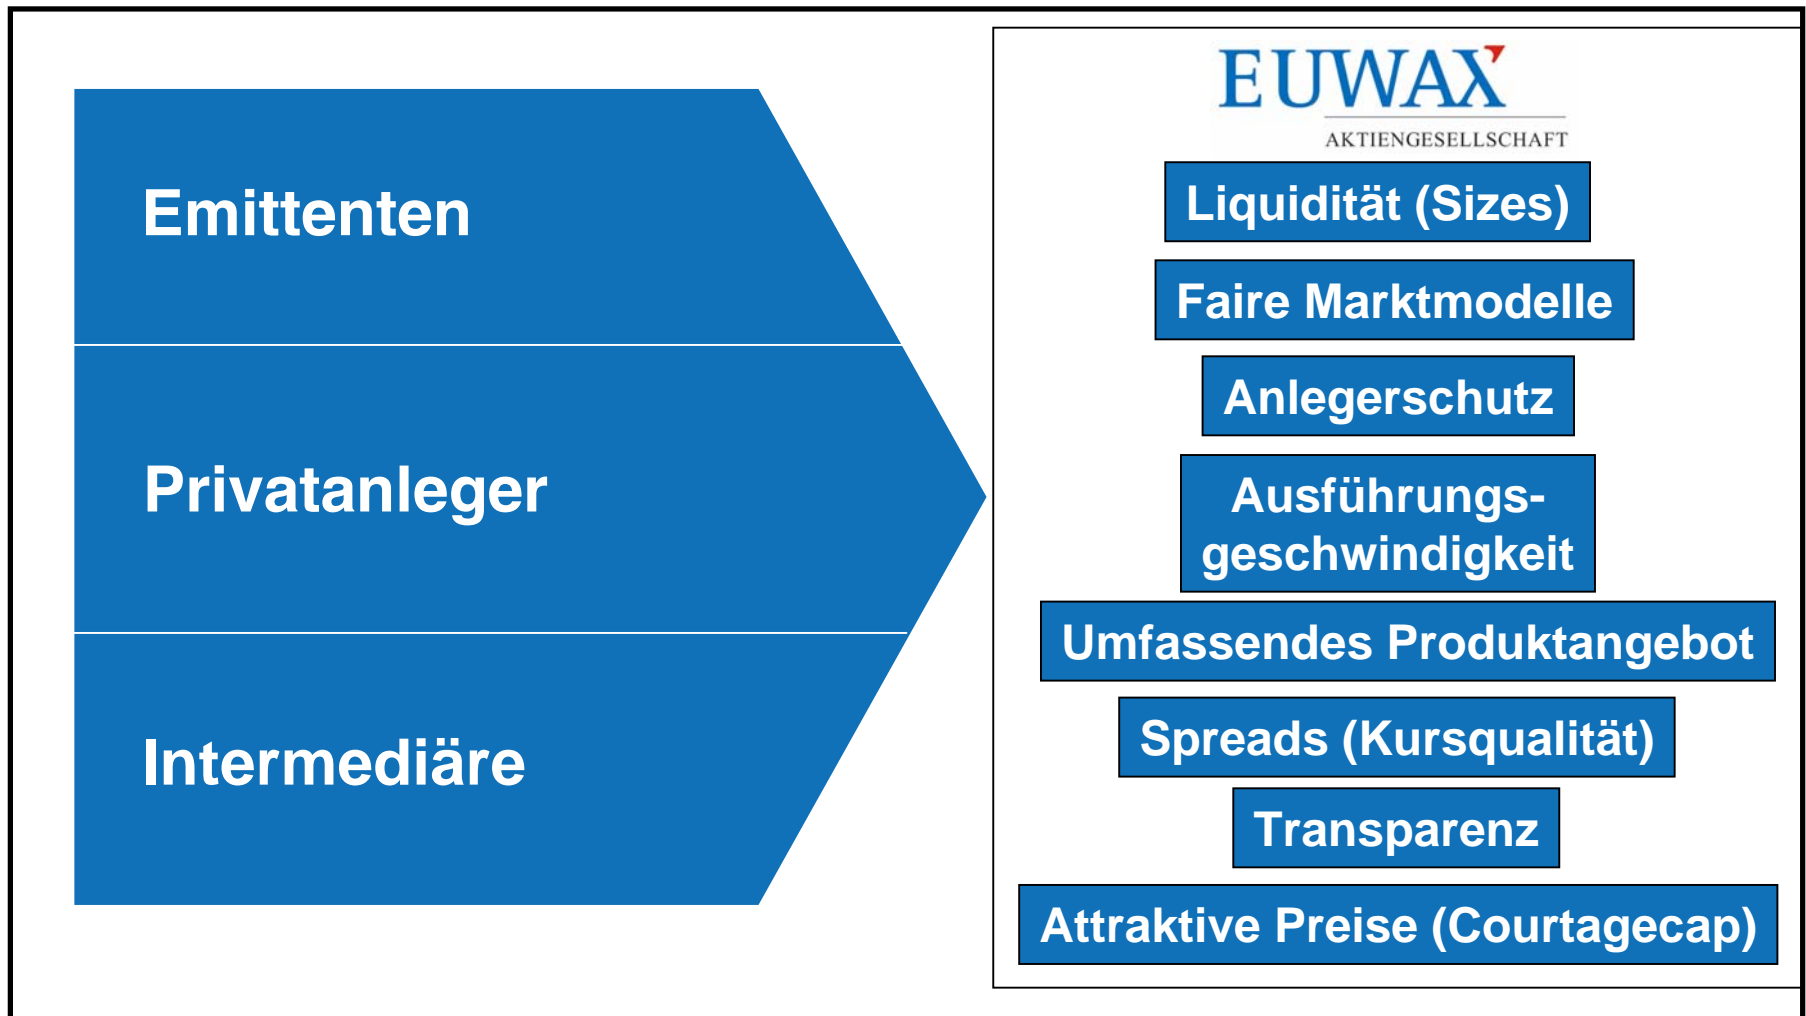 Emittenten
Privatanleger
Intermediäre
EUWAX
AKTIENGESELLSCHAFT
Liquidität (Sizes)
Faire Marktmodelle
Anlegerschutz
Ausführungs-
geschwindigkeit
Umfassendes Produktangebot
Spreads (Kursqualität)
Transparenz
Attraktive Preise (Courtagecap)